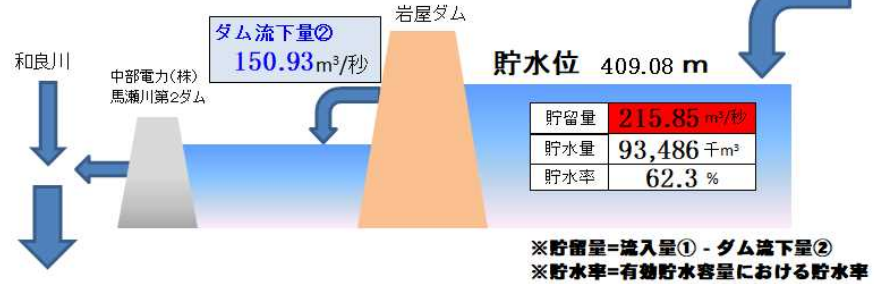 岩屋ダム
ダム流下量②
150.93m³/秒
和良川
中部電力(株)
馬瀬川第2ダム
貯水位 409.08 m
貯留量 215.85 m³/秒
貯水量 93,486 千m³
貯水率 62.3 %
※貯留量=流入量① - ダム流下量②
※貯水率=有効貯水容量における貯水率